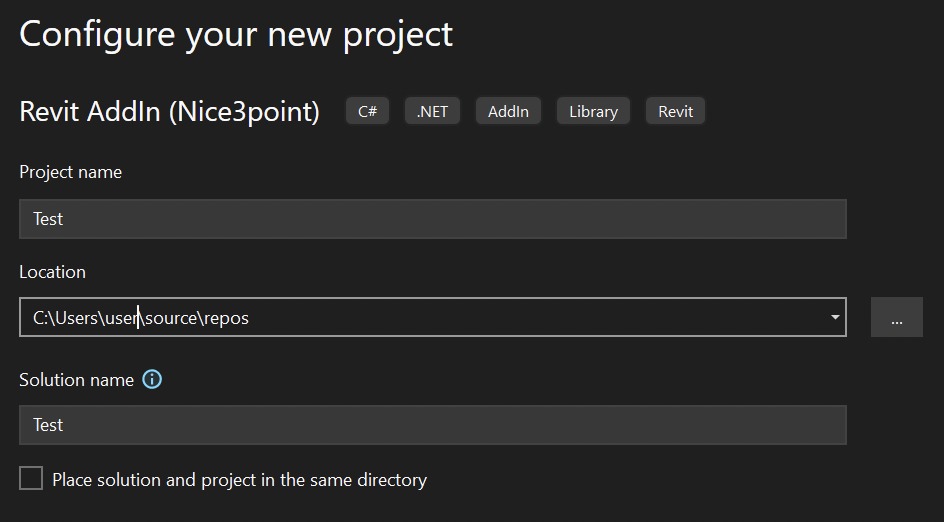 Configure your new project
Revit AddIn (Nice3point) C# .NET AddIn Library Revit
Project name
Test
Location
C:\Users\user\source\repos
...
Solution name
Test
Place solution and project in the same directory